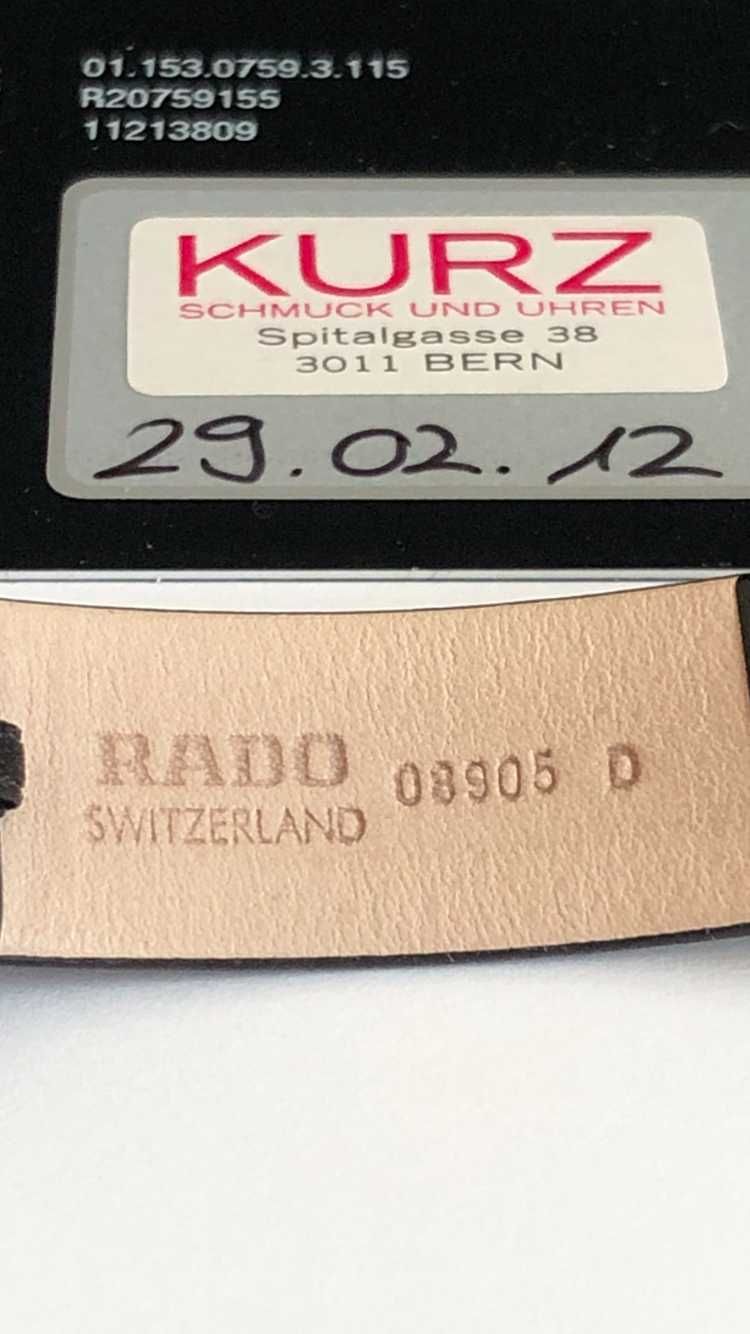 01.153.0759.3.115
R20759155
11213809
KURZ
SCHMUCK UND UHREN
Spitalgasse 38
3011 BERN
29.02.12
RADO 08905 D
SWITZERLAND